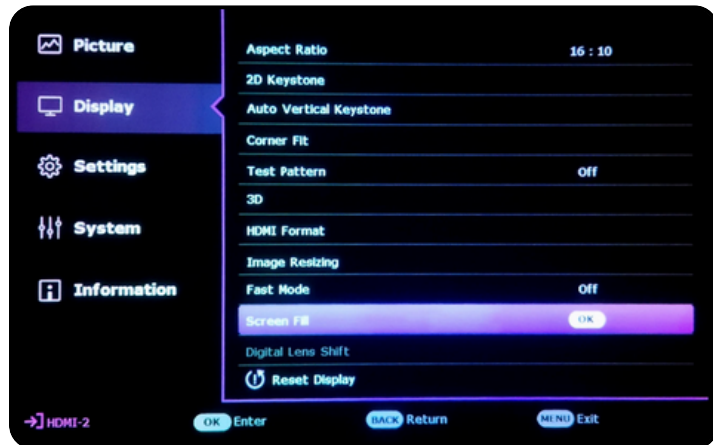 Picture
Display
Settings
System
Information
Aspect Ratio 16 : 10
2D Keystone
Auto Vertical Keystone
Corner Fit
Test Pattern Off
3D
HDMI Format
Image Resizing
Fast Mode Off
Screen Fill OK
Digital Lens Shift
Reset Display
HDMI-2 OK Enter BACK Return MENU Exit